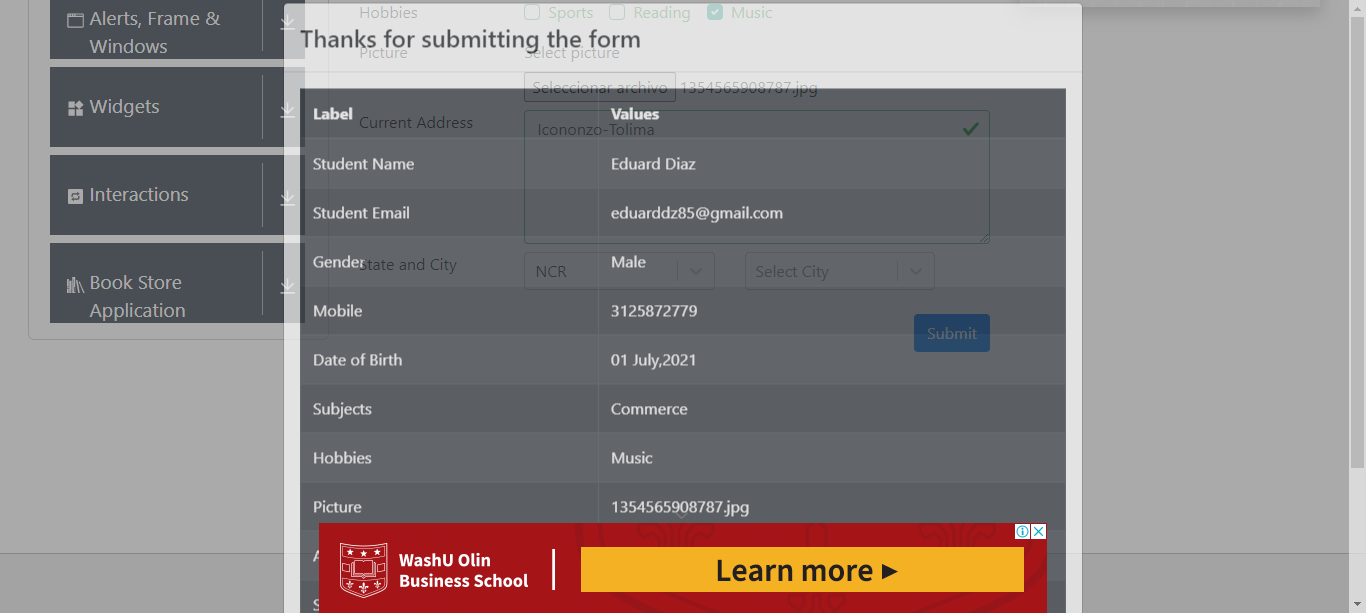 Alerts, Frame &
Windows
Widgets
Interactions
Book Store
Application
Hobbies
Sports
Reading
Music
Thanks for submitting the form
Picture
Select picture
Seleccionar archivo
1354565908787.jpg
Label
Values
Current Address
Icononzo-Tolima
Student Name
Eduard Diaz
Student Email
eduarddz85@gmail.com
Gender
Male
State and City
NCR
Select City
Mobile
3125872779
Submit
Date of Birth
01 July,2021
Subjects
Commerce
Hobbies
Music
Picture
1354565908787.jpg
WashU Olin
Business School
Learn more ►